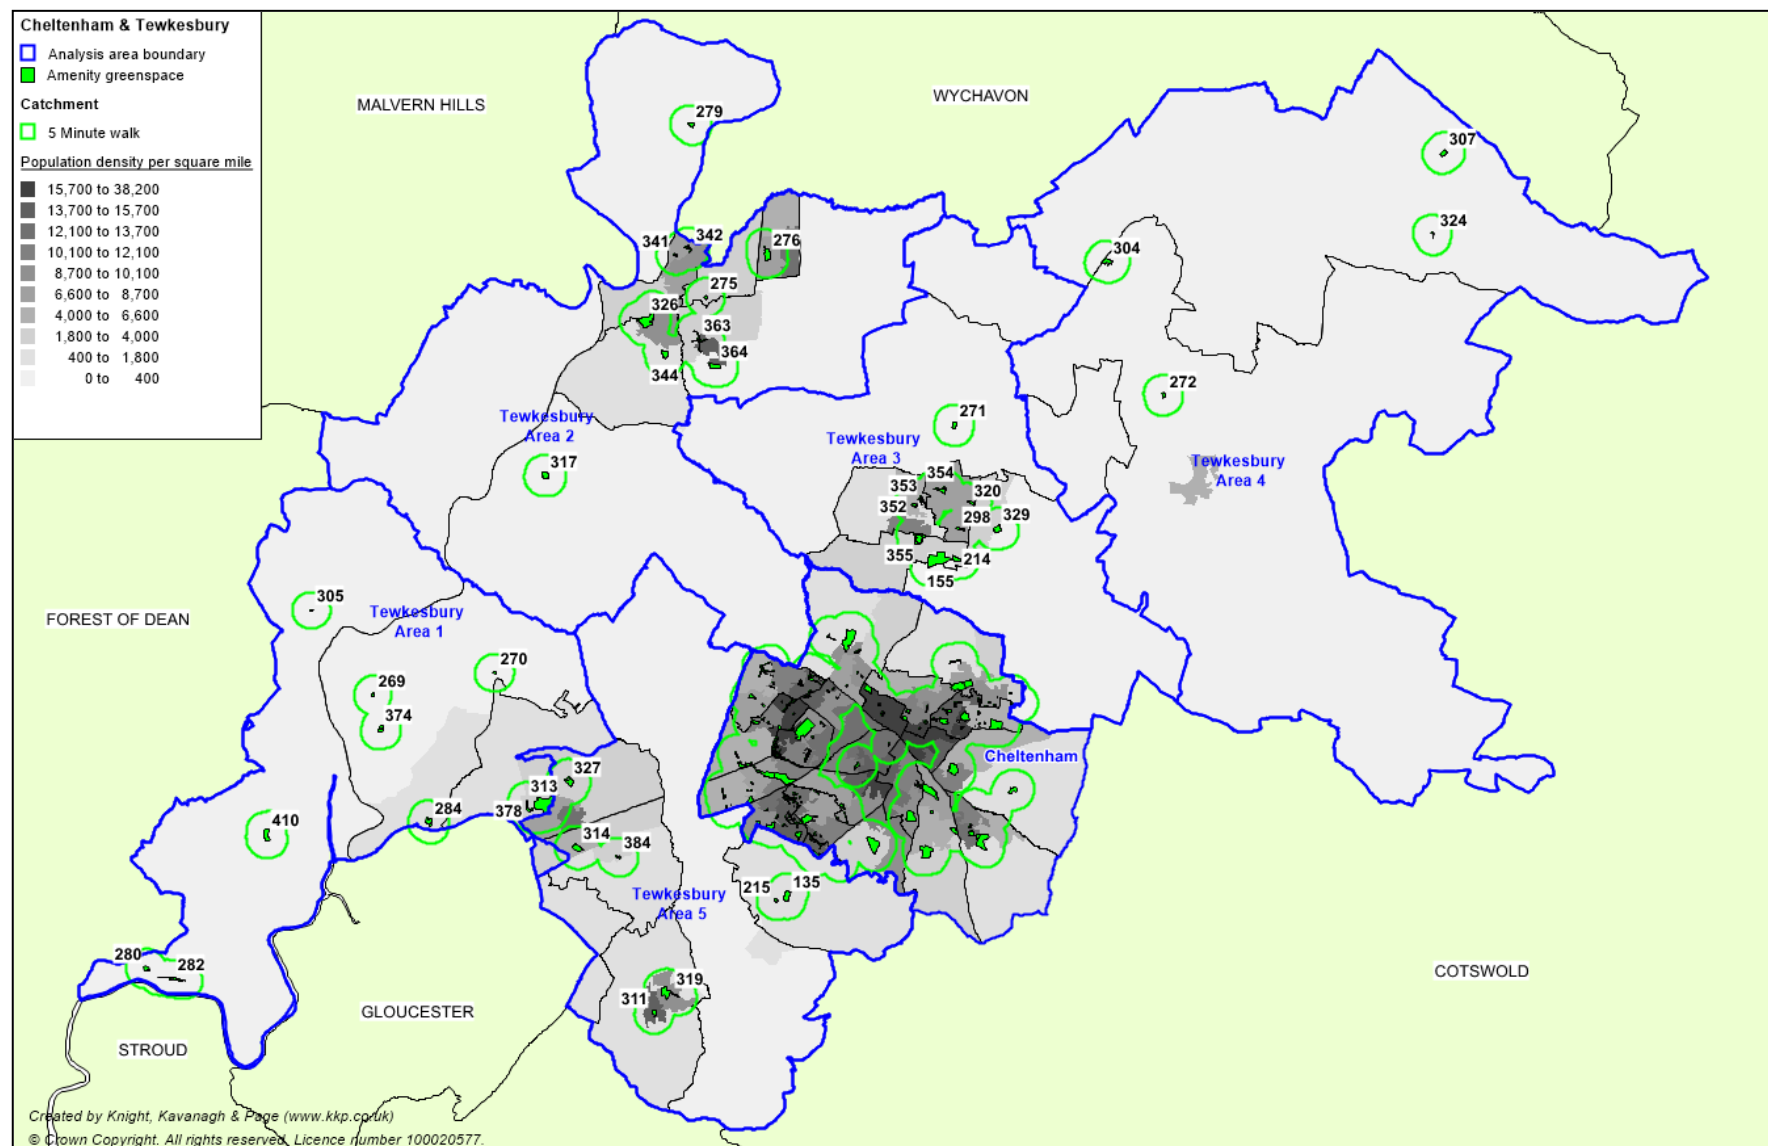 Cheltenham & Tewkesbury
Analysis area boundary
Amenity greenspace
Catchment
5 Minute walk
Population density per square mile
15,700 to 38,200
13,700 to 15,700
12,100 to 13,700
10,100 to 12,100
8,700 to 10,100
6,600 to 8,700
4,000 to 6,600
1,800 to 4,000
400 to 1,800
0 to 400
MALVERN HILLS
WYCHAVON
279
307
324
341
342
276
304
275
326
363
364
344
272
271
Tewkesbury
Area 2
Tewkesbury
Area 3
317
354
353
320
352
298
329
Tewkesbury
Area 4
355
214
155
305
FOREST OF DEAN
Tewkesbury
Area 1
270
269
374
Cheltenham
327
313
378
284
410
314
384
215
135
Tewkesbury
Area 5
280
282
319
311
COTSWOLD
GLOUCESTER
STROUD
Created by Knight, Kavanagh & Page (www.kkp.co.uk)
© Crown Copyright. All rights reserved. Licence number 100020577.